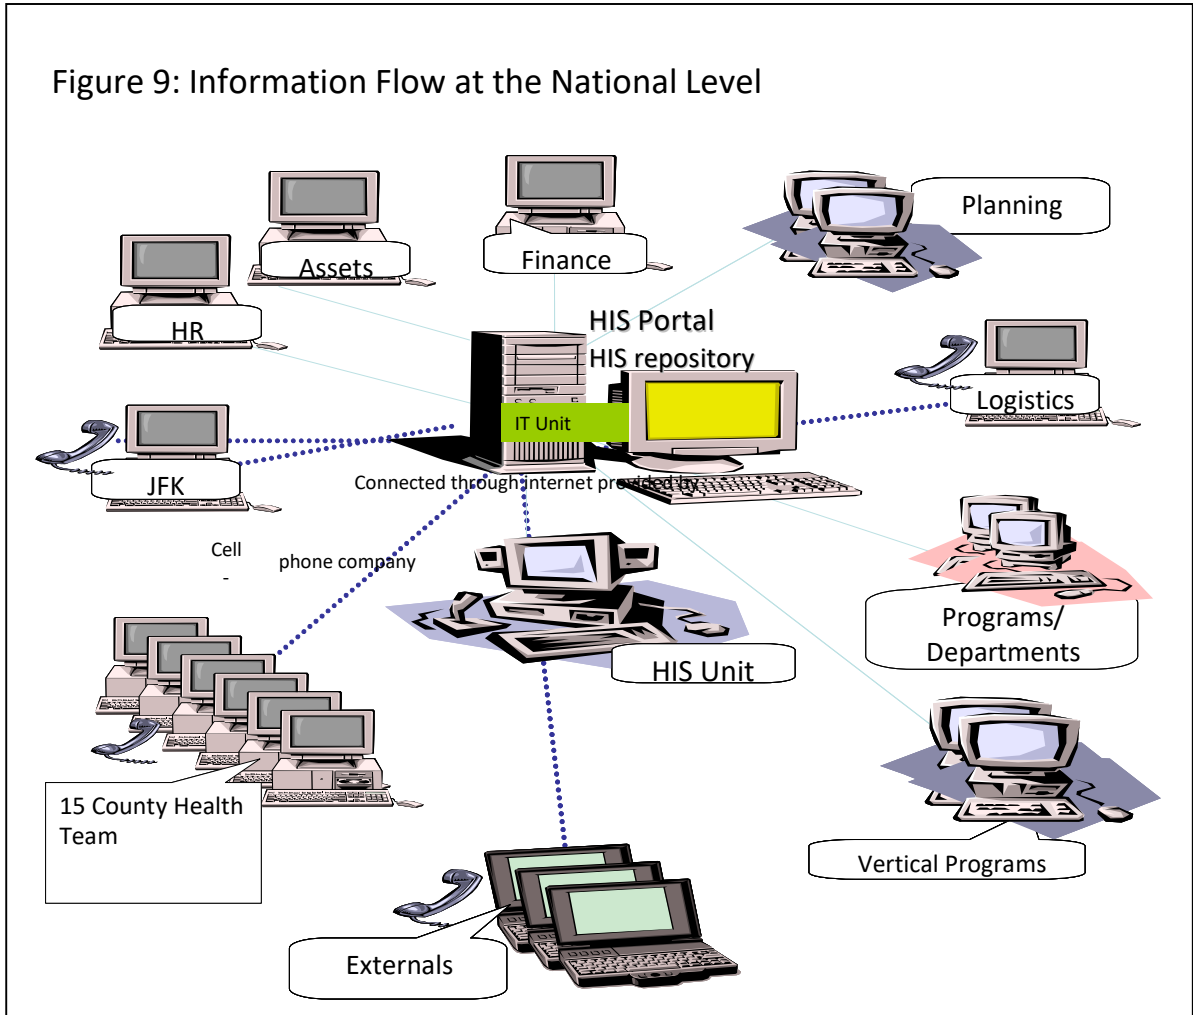 Figure 9: Information Flow at the National Level
Planning
Assets
Finance
HR
HIS Portal
HIS repository
Logistics
IT Unit
JFK
Connected through internet provided by
Cell
-
phone company
Programs/
Departments
HIS Unit
15 County Health
Team
Vertical Programs
Externals